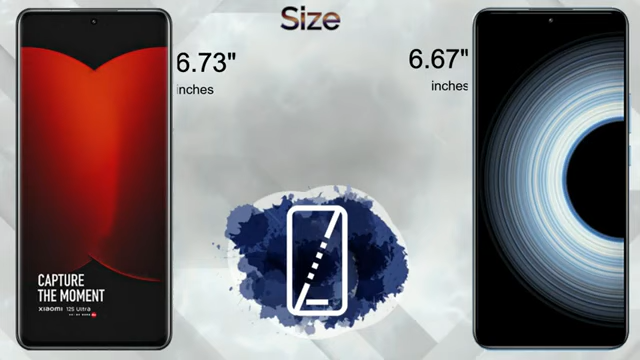 Size
6.73"
inches
6.67"
inches
CAPTURE
THE MOMENT
xiaomi 12S Ultra